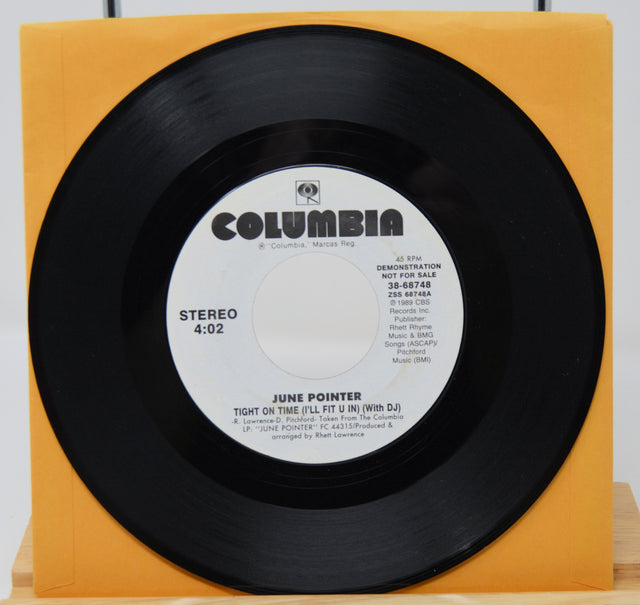 COLUMBIA
® "Columbia," Marcas Reg.
45 RPM
DEMONSTRATION
NOT FOR SALE
38-68748
ZSS 68748A
℗ 1989 CBS
Records Inc.
Publisher:
Rhett Rhyme
Music & BMG
Songs (ASCAP)/
Pitchford
Music (BMI)
STEREO
4:02
JUNE POINTER
TIGHT ON TIME (I'LL FIT U IN) (With DJ)
-R. Lawrence-D. Pitchford- Taken From The Columbia
LP: "JUNE POINTER" FC 44315/Produced &
arranged by Rhett Lawrence